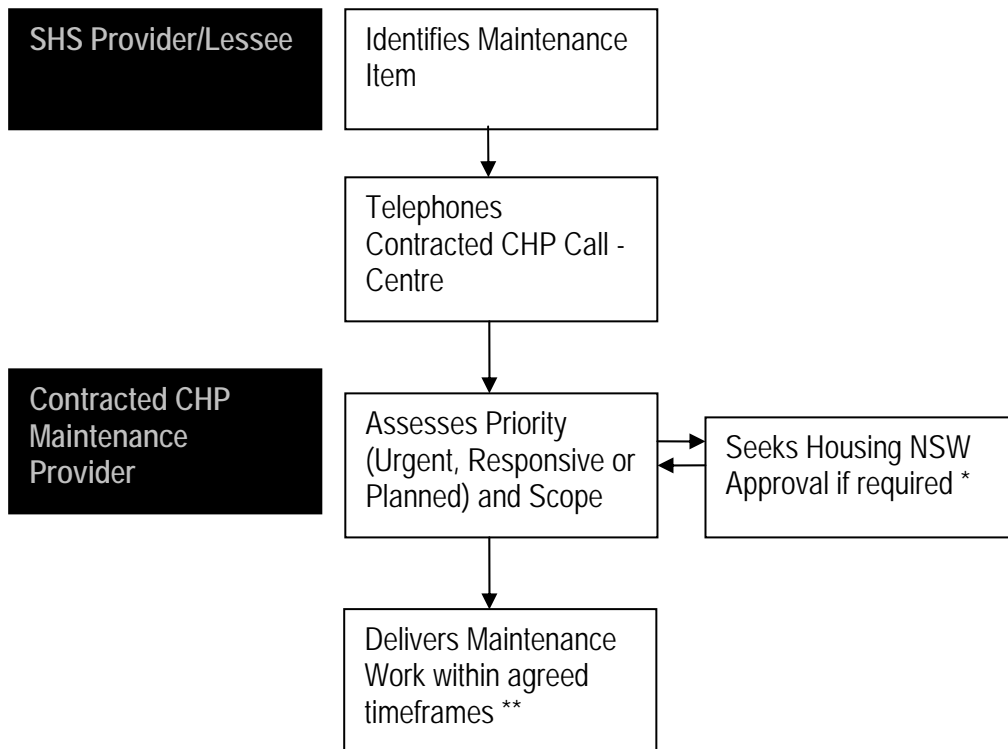 SHS Provider/Lessee
Identifies Maintenance
Item
Telephones
Contracted CHP Call -
Centre
Contracted CHP
Maintenance
Provider
Assesses Priority
(Urgent, Responsive or
Planned) and Scope
Seeks Housing NSW
Approval if required *
Delivers Maintenance
Work within agreed
timeframes **